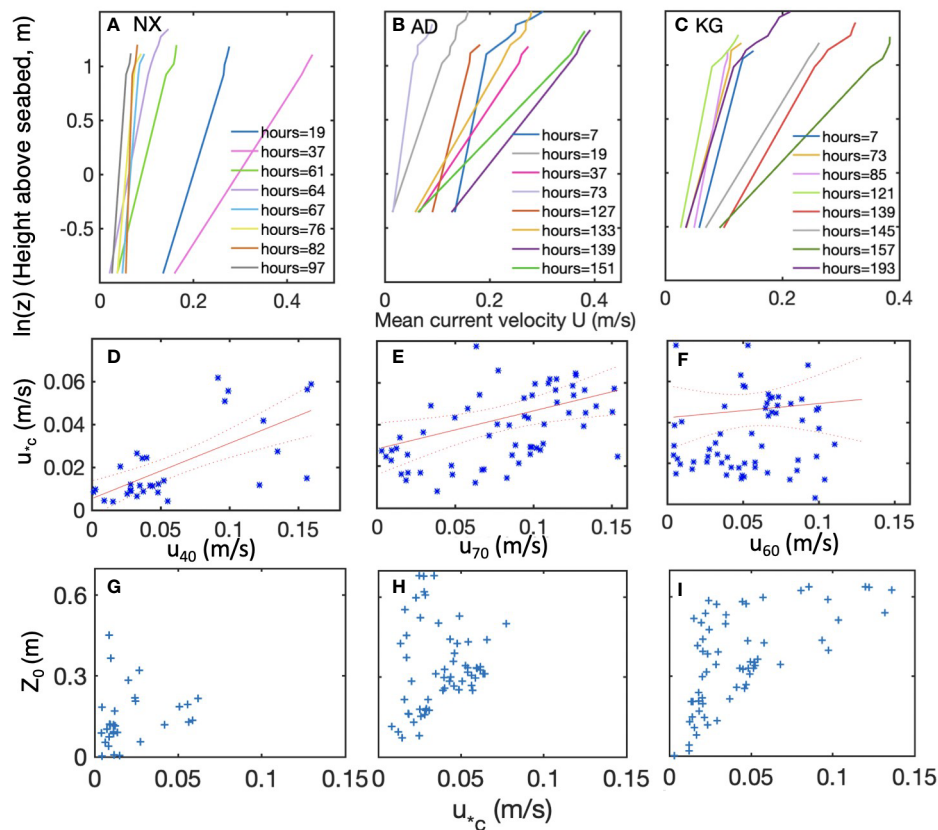 A NX
B AD
C KG
ln(z) (Height above seabed, m)
1
0.5
0
-0.5
hours=19
hours=37
hours=61
hours=64
hours=67
hours=76
hours=82
hours=97
0 0.2 0.4
hours=7
hours=19
hours=37
hours=73
hours=127
hours=133
hours=139
hours=151
0 0.2 0.4
hours=7
hours=73
hours=85
hours=121
hours=139
hours=145
hours=157
hours=193
0 0.2 0.4
Mean current velocity U (m/s)
D
E
F
u*c (m/s)
0.06
0.04
0.02
0
0 0.05 0.1 0.15
u40 (m/s)
0 0.05 0.1 0.15
u70 (m/s)
0 0.05 0.1 0.15
u60 (m/s)
G
H
I
Z0 (m)
0.6
0.3
0
0 0.05 0.1 0.15
0 0.05 0.1 0.15
0 0.05 0.1 0.15
u*C (m/s)